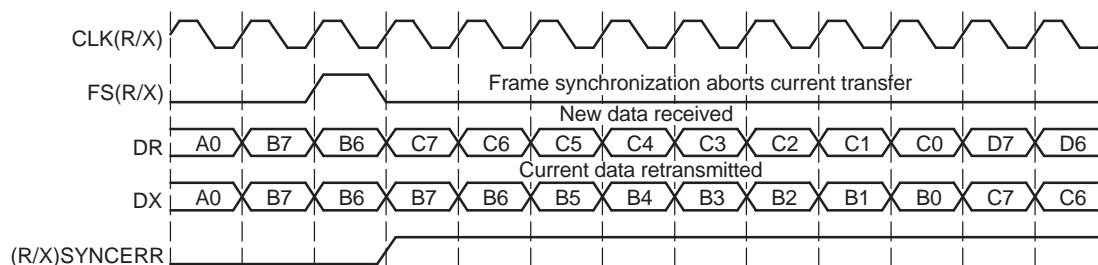 CLK(R/X)
FS(R/X)
Frame synchronization aborts current transfer
New data received
DR A0 B7 B6 C7 C6 C5 C4 C3 C2 C1 C0 D7 D6
Current data retransmitted
DX A0 B7 B6 B7 B6 B5 B4 B3 B2 B1 B0 C7 C6
(R/X)SYNCERR